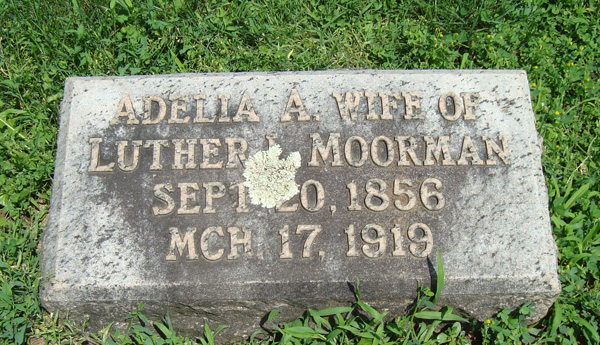 ADELIA A. WIFE OF
LUTHER MOORMAN
SEPT 20, 1856
MCH. 17, 1919